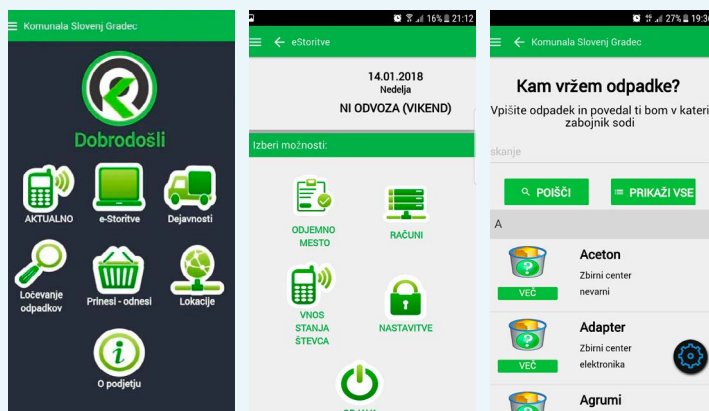 Komunala Slovenj Gradec
Dobrodošli
AKTUALNO
e-Storitve
Dejavnosti
Ločevanje
odpadkov
Prinesi - odnesi
Lokacije
O podjetju
16% 21:12
eStoritve
14.01.2018
Nedelja
NI ODVOZA (VIKEND)
Izberi možnosti:
ODJEMNO
MESTO
RAČUNI
VNOS
STANJA
ŠTEVCA
NASTAVITVE
27% 19:36
Komunala Slovenj Gradec
Kam vržem odpadke?
Vpišite odpadek in povedal ti bom v kateri
zabojnik sodi
skanje
POIŠČI
PRIKAŽI VSE
A
Aceton
Zbirni center
nevarni
VEČ
Adapter
Zbirni center
elektronika
VEČ
Agrumi